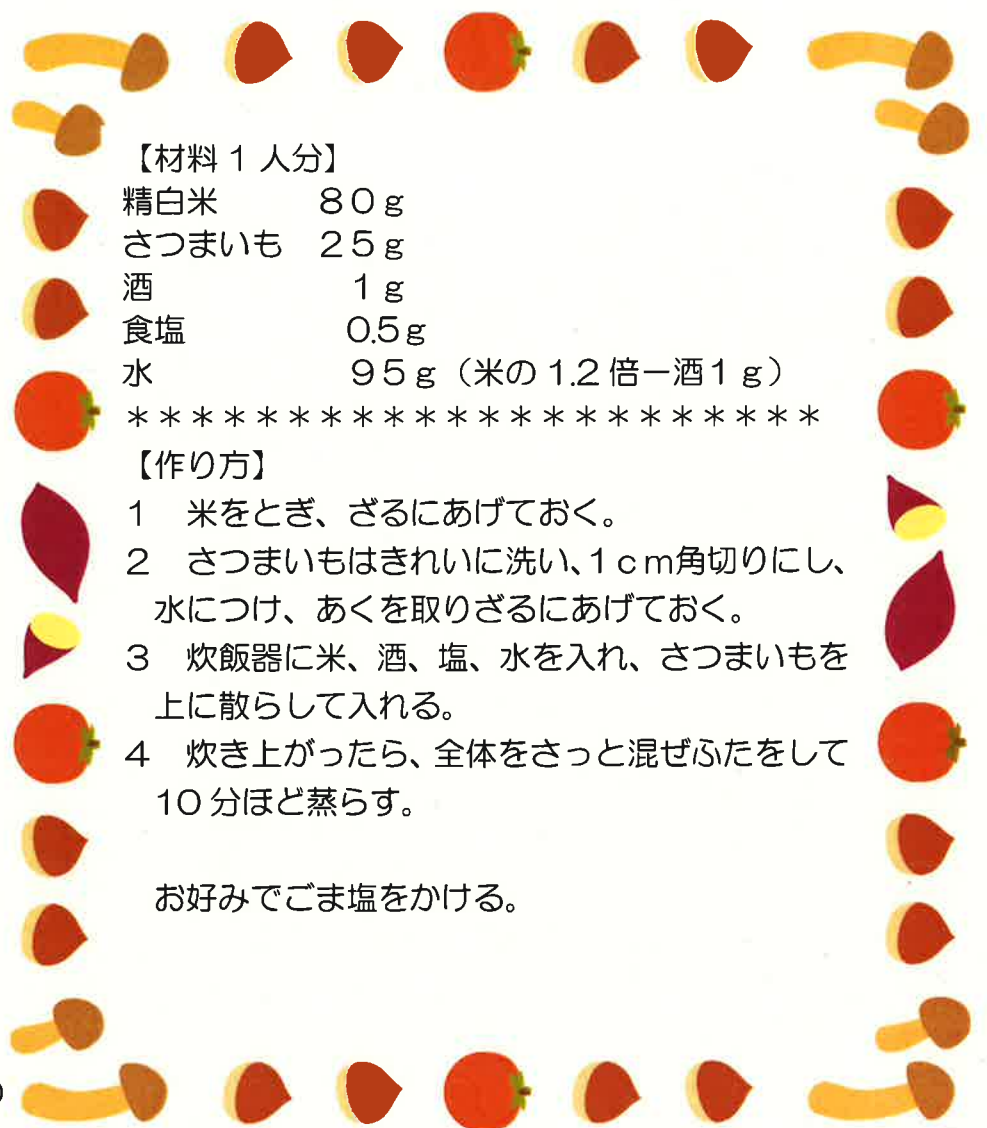 【材料１人分】
精白米　　　８０ｇ
さつまいも　２５ｇ
酒　　　　　　１ｇ
食塩　　　　　0.5ｇ
水　　　　　　９５ｇ（米の 1.2 倍－酒１ｇ）
＊＊＊＊＊＊＊＊＊＊＊＊＊＊＊＊＊＊＊＊＊＊
【作り方】
１　米をとぎ、ざるにあげておく。
２　さつまいもはきれいに洗い、１ｃｍ角切りにし、
水につけ、あくを取りざるにあげておく。
３　炊飯器に米、酒、塩、水を入れ、さつまいもを
上に散らして入れる。
４　炊き上がったら、全体をさっと混ぜふたをして
10 分ほど蒸らす。
お好みでごま塩をかける。